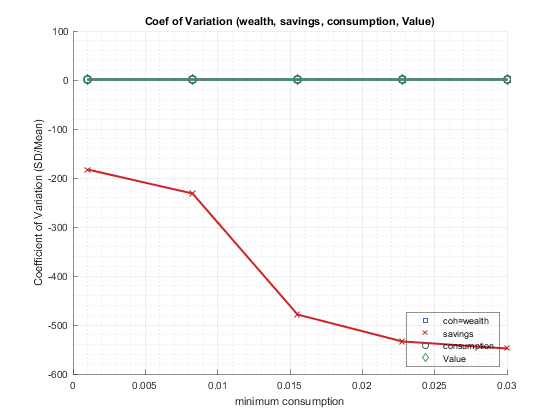 Coef of Variation (wealth, savings, consumption, Value)
100
0
-100
-200
-300
-400
-500
-600
Coefficient of Variation (SD/Mean)
coh=wealth
savings
consumption
Value
0
0.005
0.01
0.015
0.02
0.025
0.03
minimum consumption